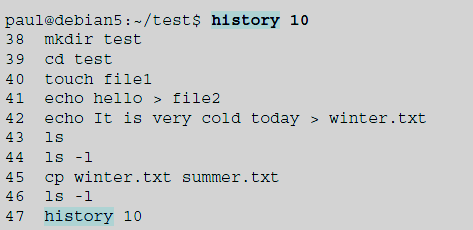 paul@debian5:~/test$ history 10
38 mkdir test
39 cd test
40 touch file1
41 echo hello > file2
42 echo It is very cold today > winter.txt
43 ls
44 ls -l
45 cp winter.txt summer.txt
46 ls -l
47 history 10